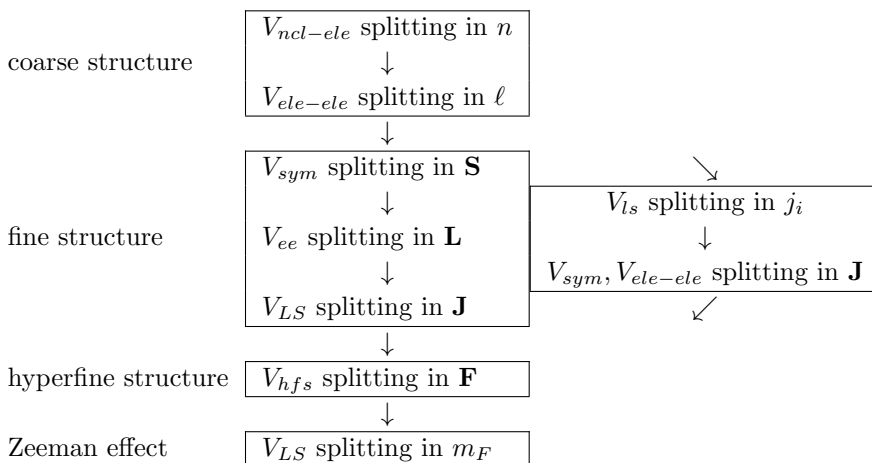 V_{ncl-ele} splitting in n
↓
coarse structure
V_{ele-ele} splitting in ℓ
↓
V_{sym} splitting in S
↘
↓
V_{ls} splitting in j_i
fine structure
V_{ee} splitting in L
↓
↓
V_{sym}, V_{ele-ele} splitting in J
V_{LS} splitting in J
↙
↓
hyperfine structure V_{hfs} splitting in F
↓
Zeeman effect V_{LS} splitting in m_F